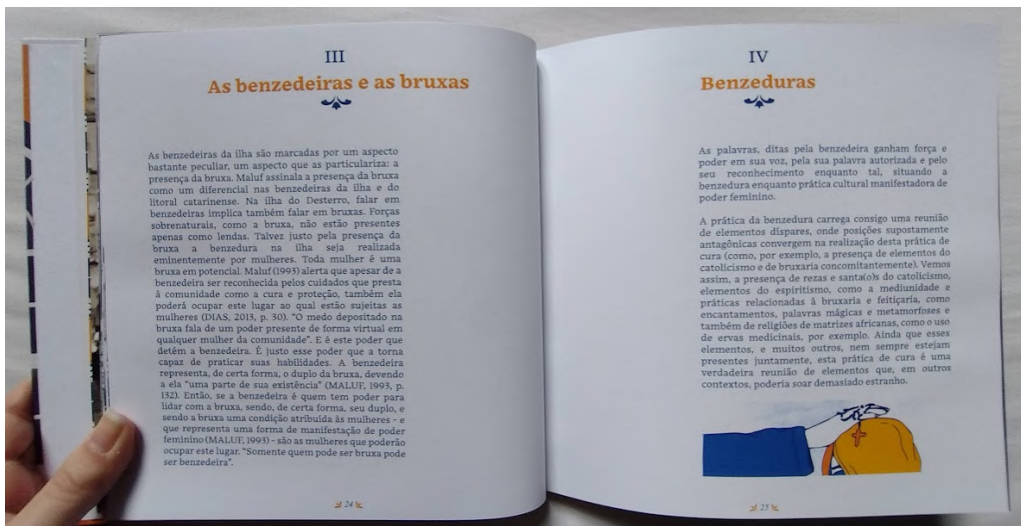 III
As benzedeiras e as bruxas
As benzedeiras da ilha são marcadas por um aspecto
bastante peculiar, um aspecto que as particulariza: a
presença da bruxa. Maluf assinala a presença da bruxa
como um diferencial nas benzedeiras da ilha e do
litoral catarinense. Na ilha do Desterro, falar em
benzedeiras implica também falar em bruxas. Forças
sobrenaturais, como a bruxa, não estão presentes
apenas como lendas. Talvez justo pela presença da
bruxa a benzedura na ilha seja realizada
eminentemente por mulheres. Toda mulher é uma
bruxa em potencial. Maluf (1993) alerta que apesar de a
benzedeira ser reconhecida pelos cuidados que presta
à comunidade como a cura e proteção, também ela
poderá ocupar este lugar ao qual estão sujeitas as
mulheres (DIAS, 2013, p. 30). “O medo depositado na
bruxa fala de um poder presente de forma virtual em
qualquer mulher da comunidade”. E é este poder que
detém a benzedeira. É justo esse poder que a torna
capaz de praticar suas habilidades. A benzedeira
representa, de certa forma, o duplo da bruxa, devendo
a ela “uma parte de sua existência” (MALUF, 1993, p.
132). Então, se a benzedeira é quem tem poder para
lidar com a bruxa, sendo, de certa forma, seu duplo, e
sendo a bruxa uma condição atribuída às mulheres - e
que representa uma forma de manifestação de poder
feminino (MALUF, 1993) - são as mulheres que poderão
ocupar este lugar. “Somente quem pode ser bruxa pode
ser benzedeira”.
24
IV
Benzeduras
As palavras, ditas pela benzedeira ganham força e
poder em sua voz, pela sua palavra autorizada e pelo
seu reconhecimento enquanto tal, situando a
benzedura enquanto prática cultural manifestadora de
poder feminino.
A prática da benzedura carrega consigo uma reunião
de elementos díspares, onde posições supostamente
antagônicas convergem na realização desta prática de
cura (como, por exemplo, a presença de elementos do
catolicismo e de bruxaria concomitantemente). Vemos
assim, a presença de rezas e santa(o)s do catolicismo,
elementos do espiritismo, como a mediunidade e
práticas relacionadas à bruxaria e feitiçaria, como
encantamentos, palavras mágicas e metamorfoses e
também de religiões de matrizes africanas, como o uso
de ervas medicinais, por exemplo. Ainda que esses
elementos, e muitos outros, nem sempre estejam
presentes juntamente, esta prática de cura é uma
verdadeira reunião de elementos que, em outros
contextos, poderia soar demasiado estranho.
25